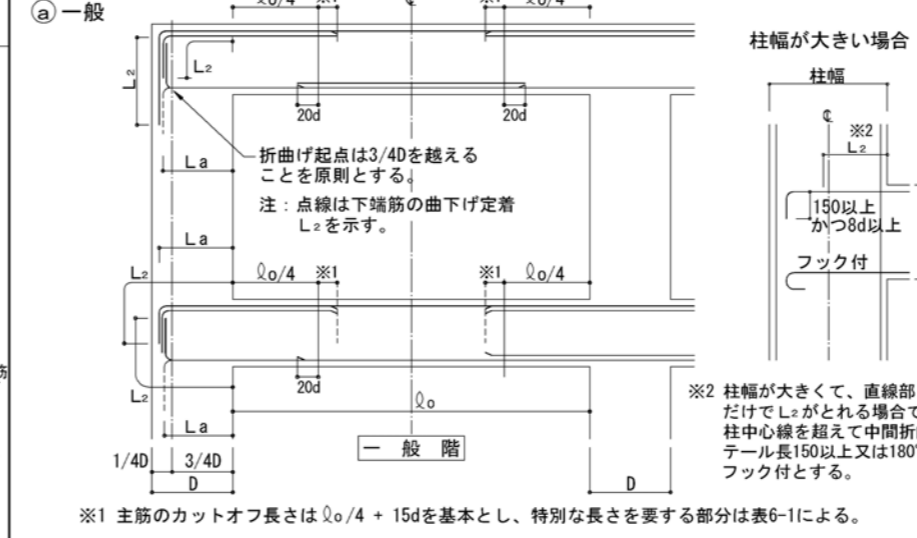 ⓐ 一般
ℓo/4 ※1 ℄ ※1 ℓo/4
L₂
L₂
20d 20d
折曲げ起点は3/4Dを越える
ことを原則とする。
注：点線は下端筋の曲下げ定着
L₂を示す。
La
La
L₂
ℓo/4 ※1 ※1 ℓo/4
20d
L₂
ℓo
La
一 般 階
1/4D 3/4D
D
D
柱幅が大きい場合
柱幅
℄
※2
L₂
150以上
かつ8d以上
フック付
※2 柱幅が大きくて、直線部
だけでL₂がとれる場合で
柱中心線を超えて中間折
テール長150以上又は180°
フック付とする。
※1 主筋のカットオフ長さはℓo/4 + 15dを基本とし、特別な長さを要する部分は表6-1による。
筋